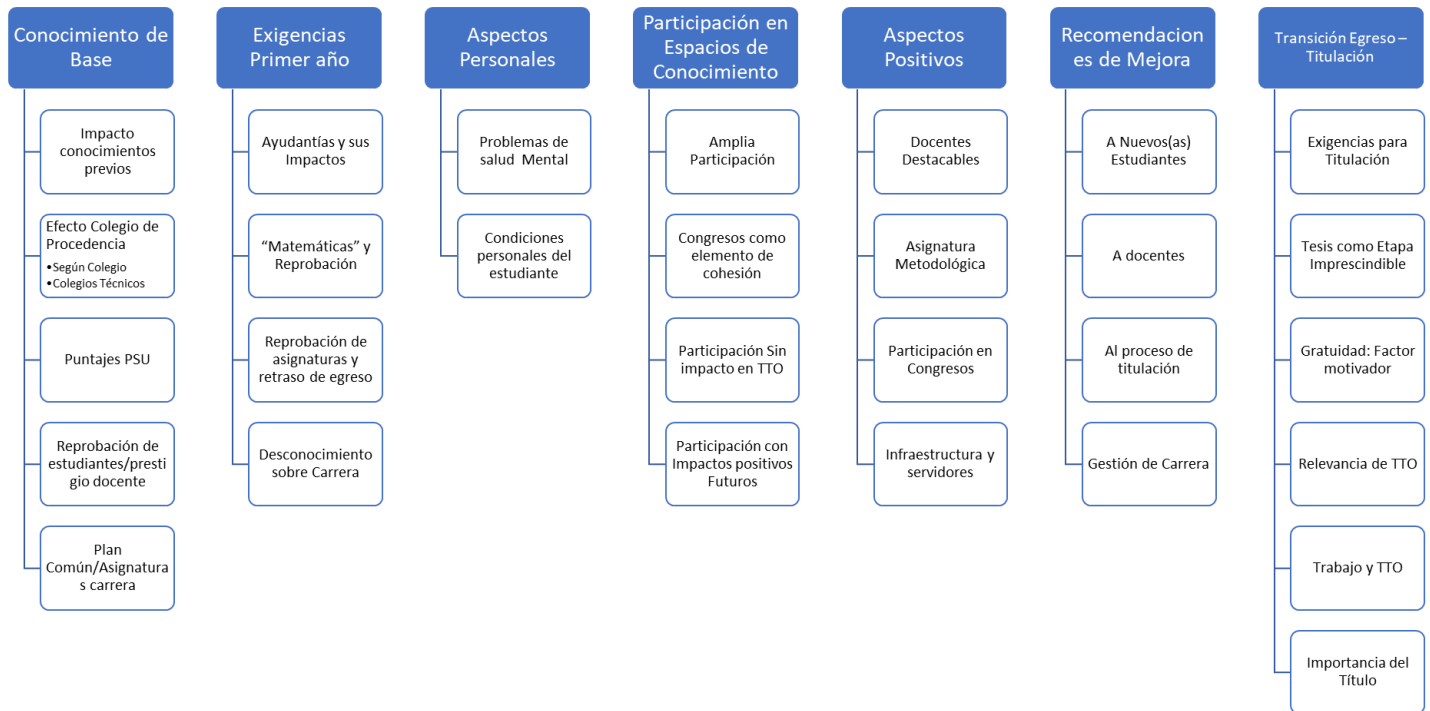 Conocimiento de
Base
Impacto
conocimientos
previos
Efecto Colegio de
Procedencia
•Según Colegio
•Colegios Técnicos
Puntajes PSU
Reprobación de
estudiantes/presti
gio docente
Plan
Común/Asignatura
s carrera
Exigencias
Primer año
Ayudantías y sus
Impactos
“Matemáticas” y
Reprobación
Reprobación de
asignaturas y
retraso de egreso
Desconocimiento
sobre Carrera
Aspectos
Personales
Problemas de
salud Mental
Condiciones
personales del
estudiante
Participación en
Espacios de
Conocimiento
Amplia
Participación
Congresos como
elemento de
cohesión
Participación Sin
impacto en TTO
Participación con
Impactos positivos
Futuros
Aspectos
Positivos
Docentes
Destacables
Asignatura
Metodológica
Participación en
Congresos
Infraestructura y
servidores
Recomendacion
es de Mejora
A Nuevos(as)
Estudiantes
A docentes
Al proceso de
titulación
Gestión de Carrera
Transición Egreso –
Titulación
Exigencias para
Titulación
Tesis como Etapa
Imprescindible
Gratuidad: Factor
motivador
Relevancia de TTO
Trabajo y TTO
Importancia del
Título